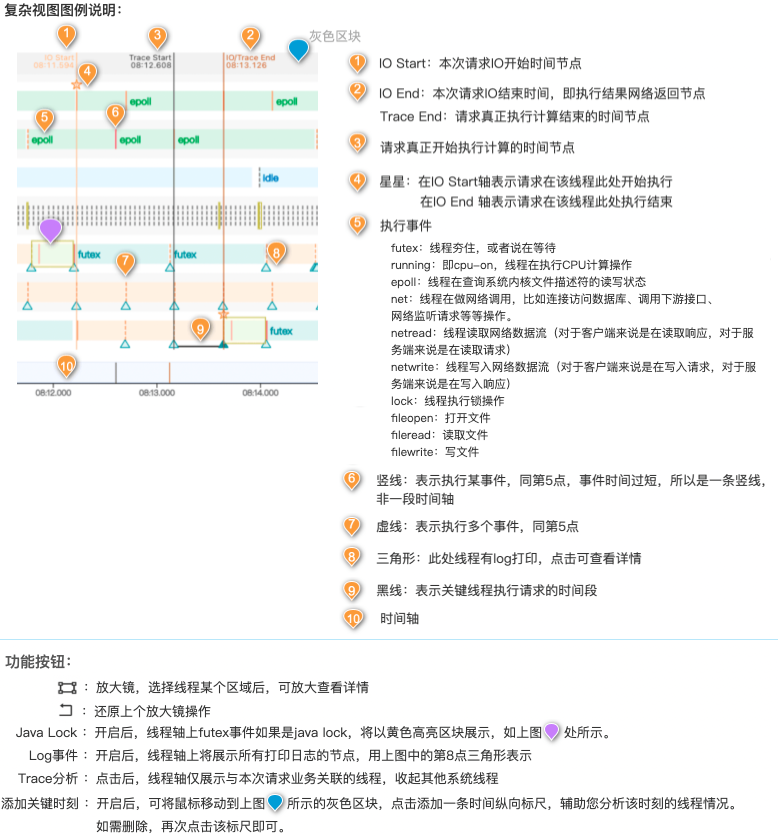 复杂视图图例说明：
1 3 2 灰色区块
IO Start
08:11.594
Trace Start
08:12.608
IO/Trace End
08:13.126
4
epoll epoll
5 6
epoll epoll epoll
idle
futex futex
7 8
9 futex
10
08:12.000 08:13.000 08:14.000
1 IO Start：本次请求IO开始时间节点
2 IO End：本次请求IO结束时间，即执行结果网络返回节点
Trace End：请求真正执行计算结束的时间节点
3 请求真正开始执行计算的时间节点
4 星星：在IO Start轴表示请求在该线程此处开始执行
在IO End 轴表示请求在该线程此处执行结束
5 执行事件
futex：线程夯住，或者说在等待
running：即cpu-on，线程在执行CPU计算操作
epoll：线程在查询系统内核文件描述符的读写状态
net：线程在做网络调用，比如连接访问数据库、调用下游接口、
网络监听请求等等操作。
netread：线程读取网络数据流（对于客户端来说是在读取响应，对于服
务端来说是在读取请求）
netwrite：线程写入网络数据流（对于客户端来说是在写入请求，对于服
务端来说是在写入响应）
lock：线程执行锁操作
fileopen：打开文件
fileread：读取文件
filewrite：写文件
6 竖线：表示执行某事件，同第5点，事件时间过短，所以是一条竖线，
非一段时间轴
7 虚线：表示执行多个事件，同第5点
8 三角形：此处线程有log打印，点击可查看详情
9 黑线：表示关键线程执行请求的时间段
10 时间轴
功能按钮：
：放大镜，选择线程某个区域后，可放大查看详情
：还原上个放大镜操作
Java Lock：开启后，线程轴上futex事件如果是java lock，将以黄色高亮区块展示，如上图 处所示。
Log事件：开启后，线程轴上将展示所有打印日志的节点，用上图中的第8点三角形表示
Trace分析：点击后，线程轴仅展示与本次请求业务关联的线程，收起其他系统线程
添加关键时刻：开启后，可将鼠标移动到上图 所示的灰色区块，点击添加一条时间纵向标尺，辅助您分析该时刻的线程情况。
如需删除，再次点击该标尺即可。